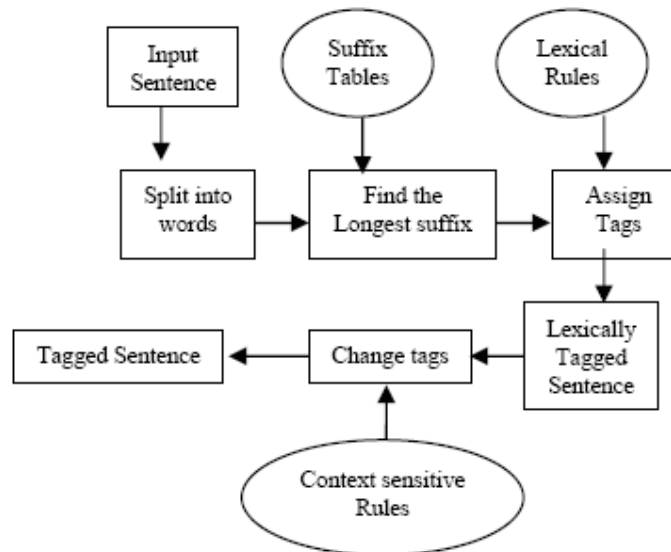 Input
Sentence
Suffix
Tables
Lexical
Rules
Split into
words
Find the
Longest suffix
Assign
Tags
Tagged Sentence
Change tags
Lexically
Tagged
Sentence
Context sensitive
Rules